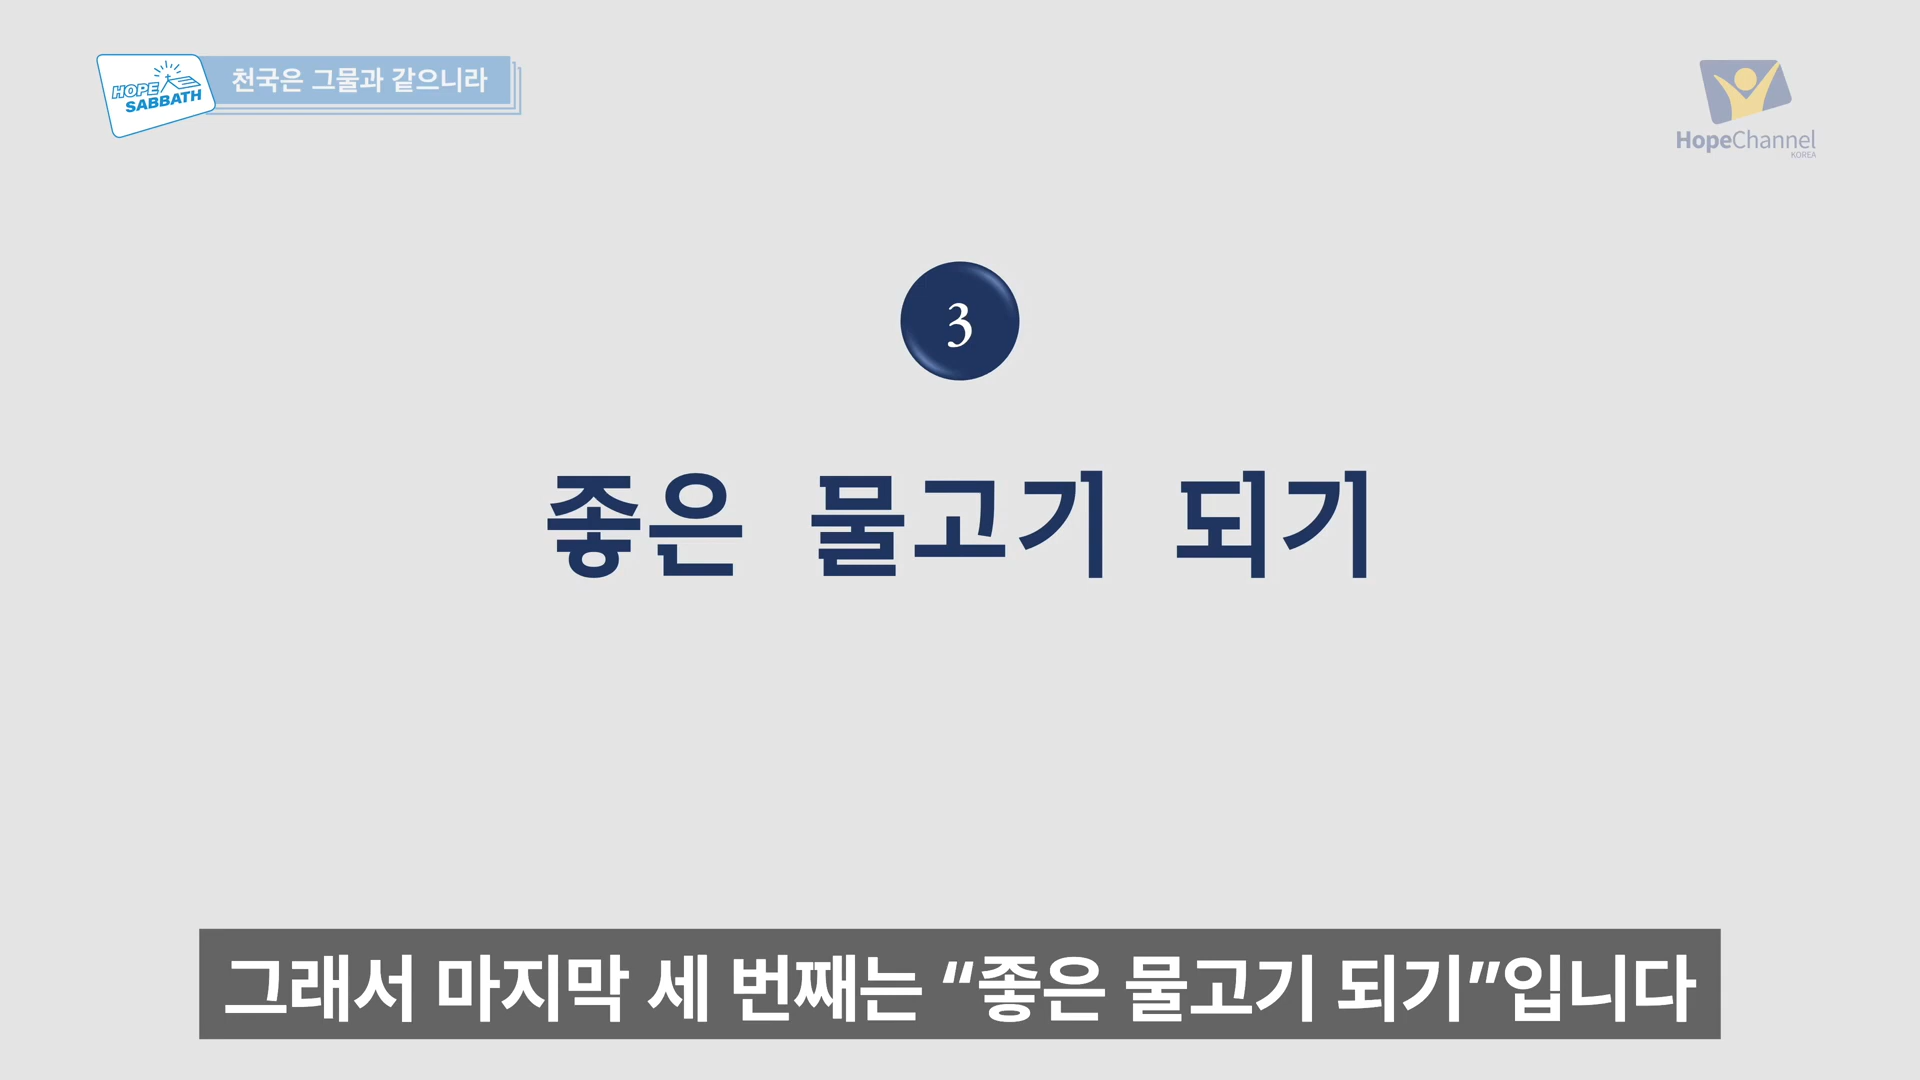 HOPE
SABBATH
천국은 그물과 같으니라
HopeChannel
KOREA
3
좋은 물고기 되기
그래서 마지막 세 번째는 “좋은 물고기 되기”입니다